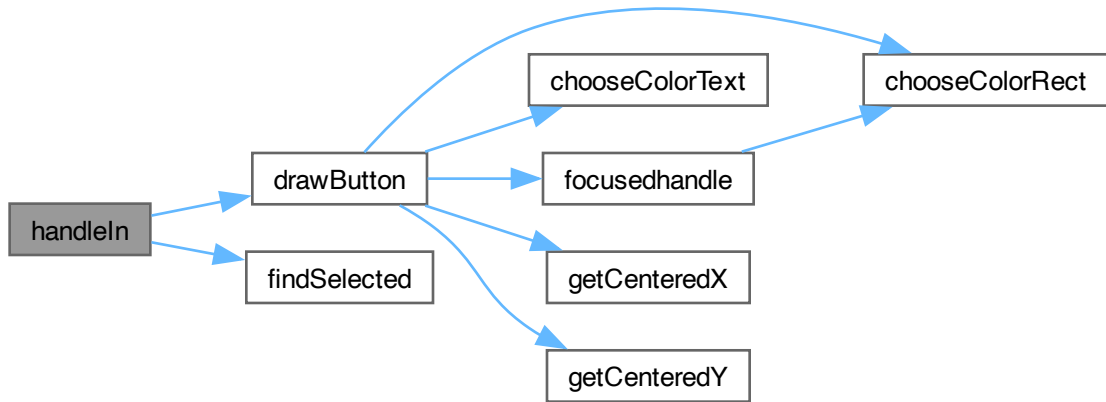 handleIn
drawButton
findSelected
chooseColorText
focusedhandle
getCenteredX
getCenteredY
chooseColorRect